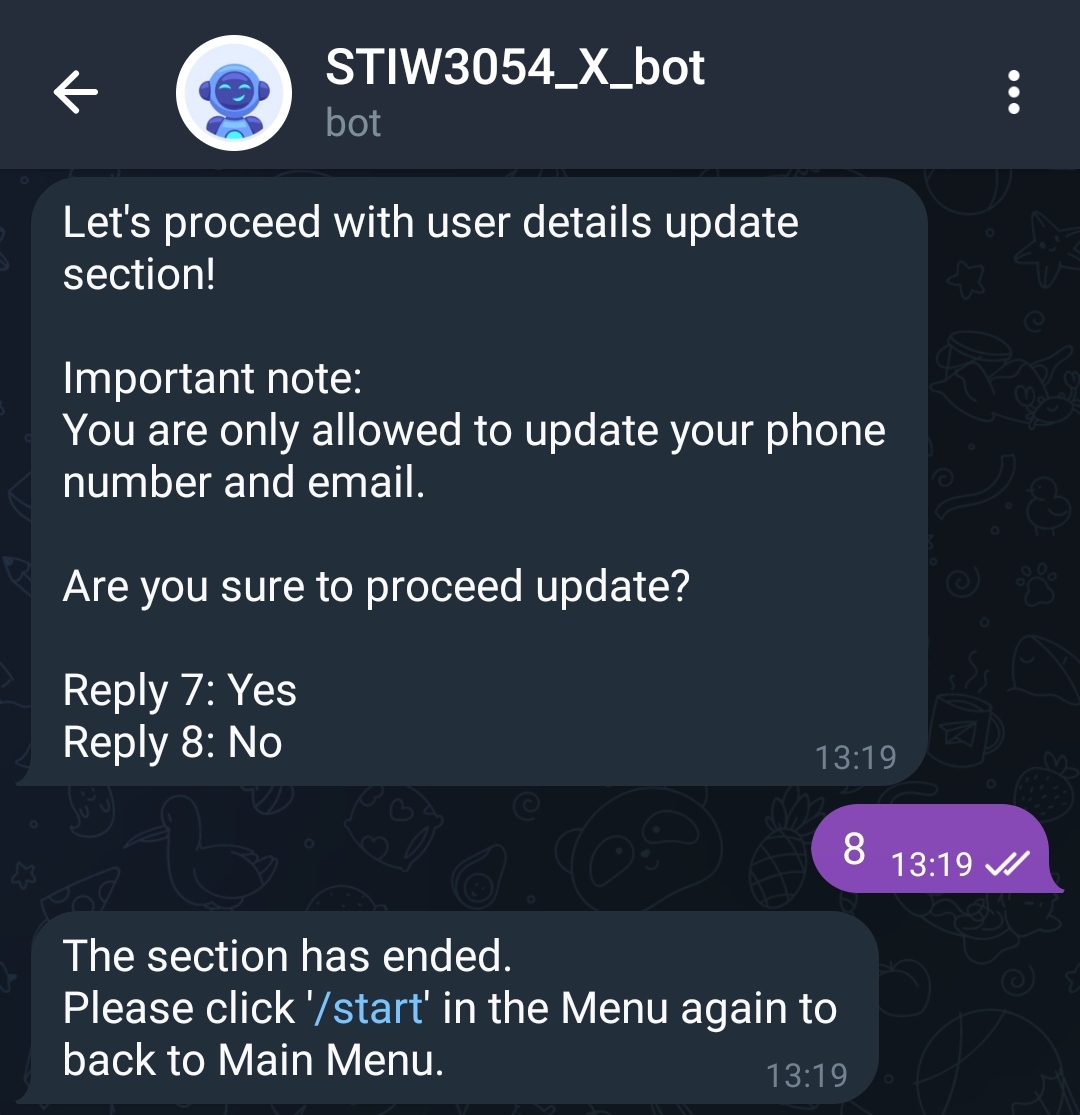 STIW3054_X_bot
bot
Let's proceed with user details update
section!
Important note:
You are only allowed to update your phone
number and email.
Are you sure to proceed update?
Reply 7: Yes
Reply 8: No
13:19
8 13:19
The section has ended.
Please click '/start' in the Menu again to
back to Main Menu.
13:19